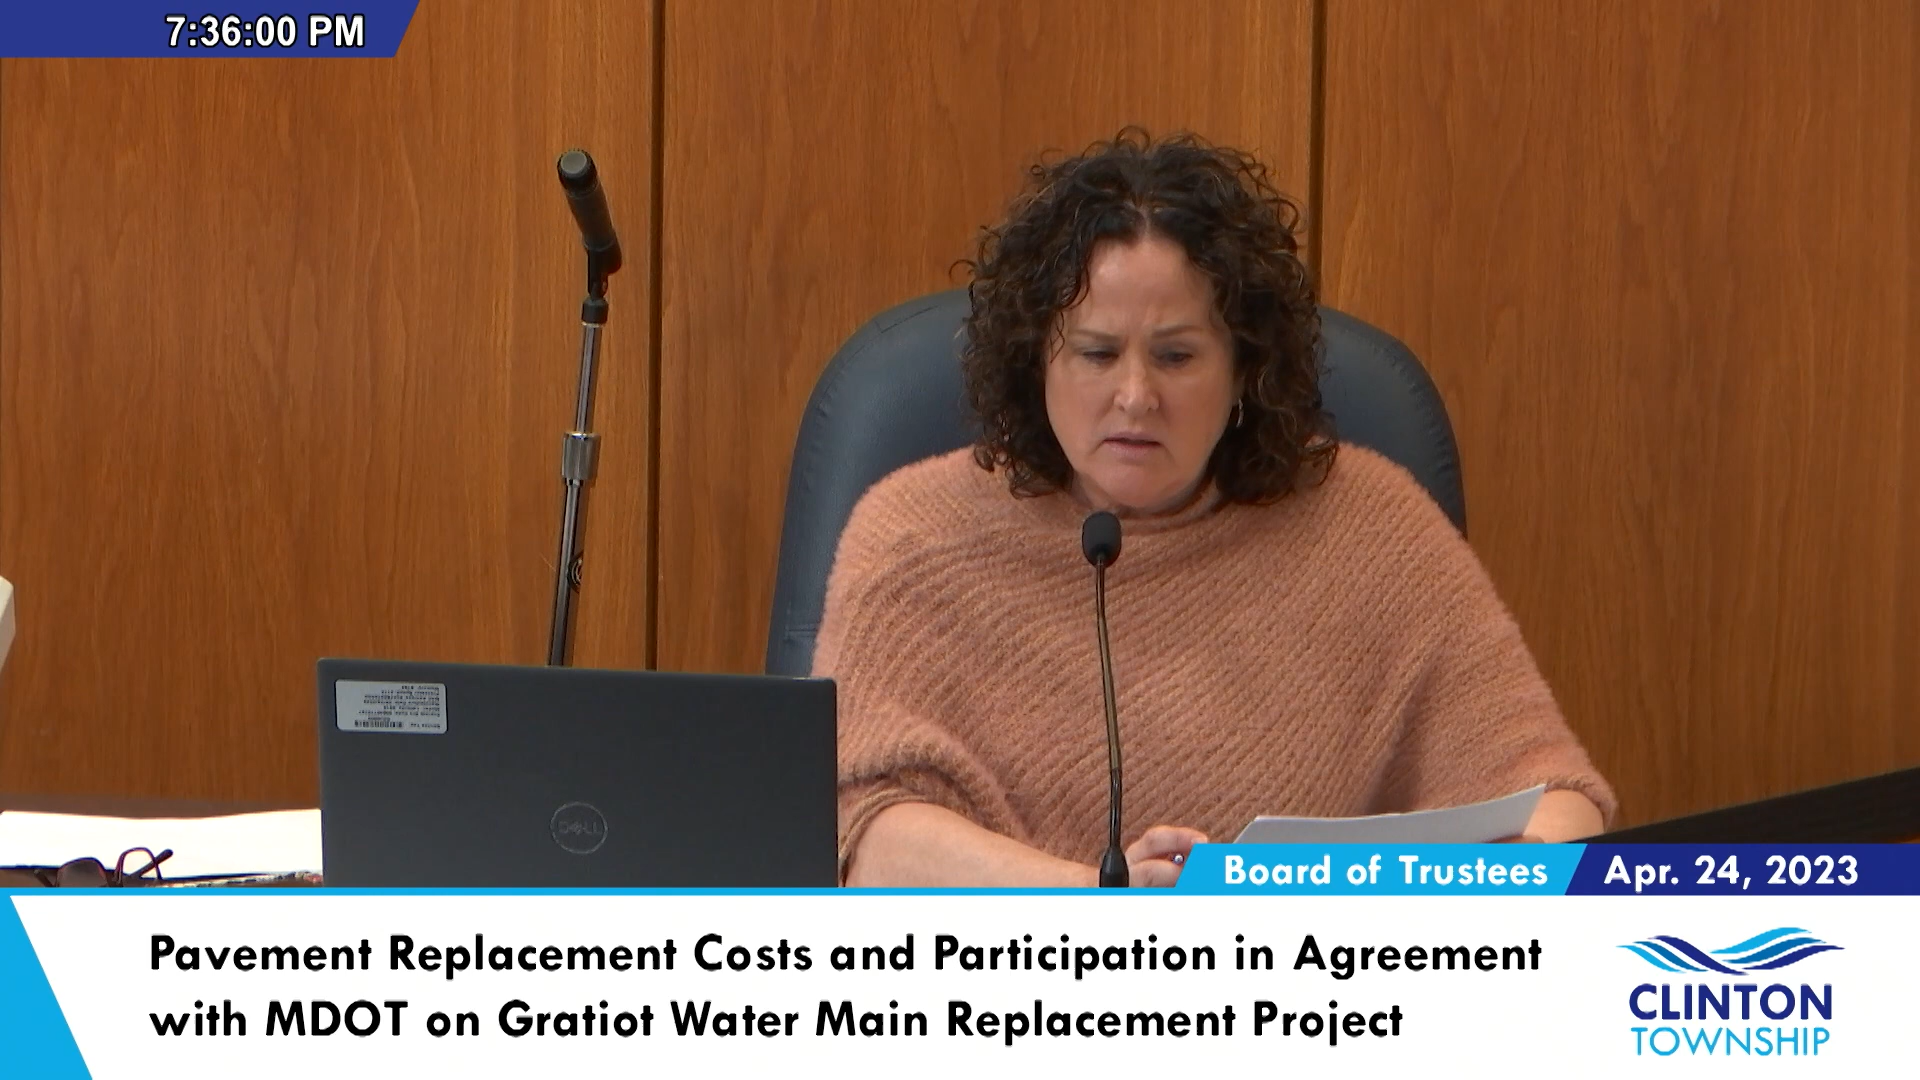 7:36:00 PM
DELL
Board of Trustees
Apr. 24, 2023
Pavement Replacement Costs and Participation in Agreement
with MDOT on Gratiot Water Main Replacement Project
CLINTON
TOWNSHIP